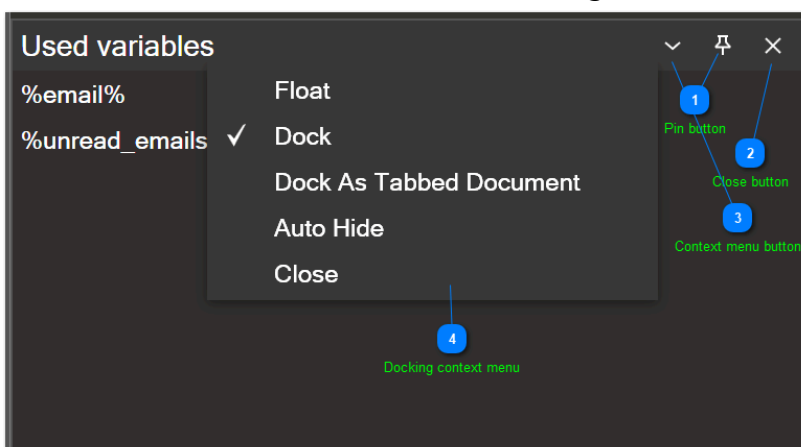 Used variables
%email%
Float
1
Pin button
%unread_emails
✓ Dock
2
Close button
Dock As Tabbed Document
3
Context menu button
Auto Hide
Close
4
Docking context menu